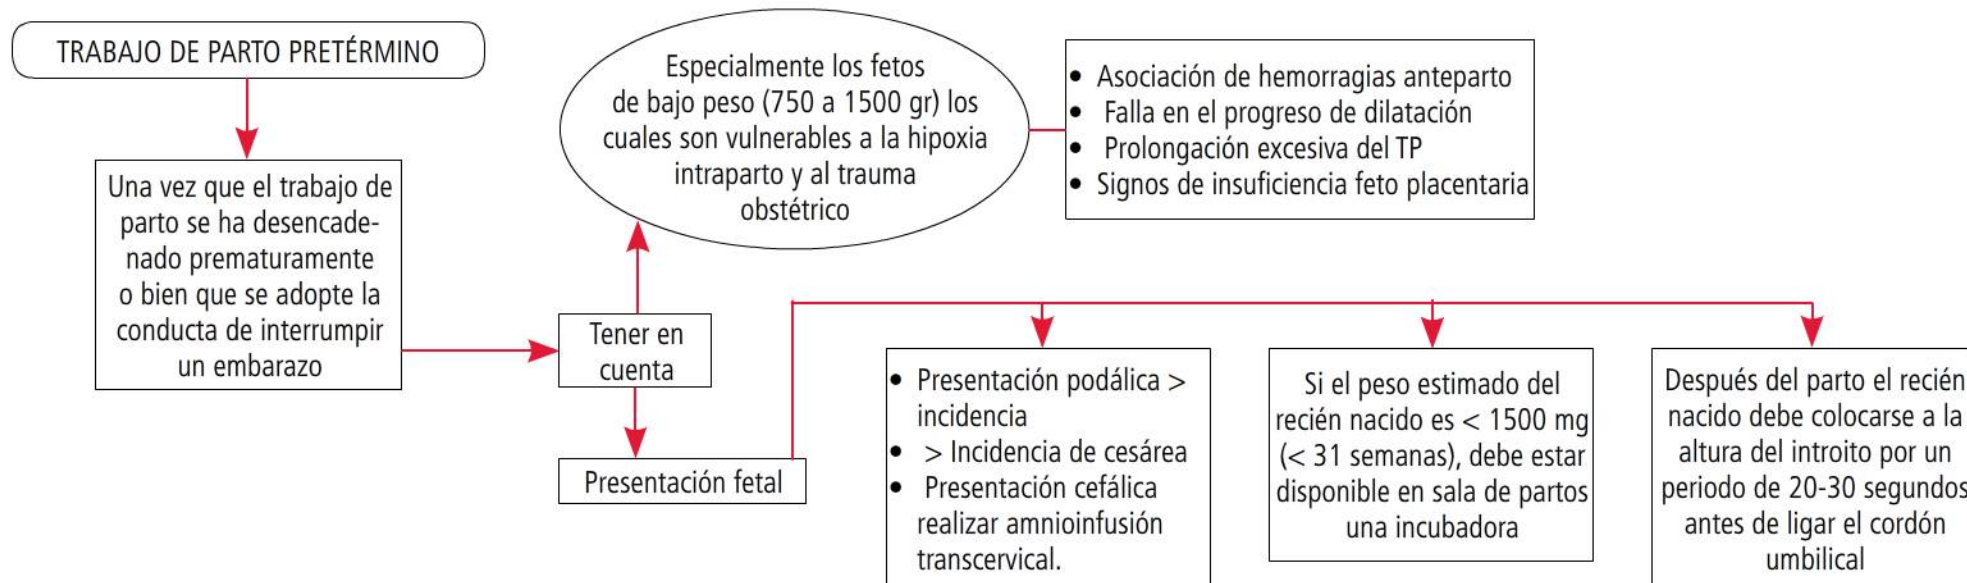 TRABAJO DE PARTO PRETÉRMINO
Una vez que el trabajo de
parto se ha desencade-
nado prematuramente
o bien que se adopte la
conducta de interrumpir
un embarazo
Tener en
cuenta
Especialmente los fetos
de bajo peso (750 a 1500 gr) los
cuales son vulnerables a la hipoxia
intraparto y al trauma
obstétrico
• Asociación de hemorragias anteparto
• Falla en el progreso de dilatación
• Prolongación excesiva del TP
• Signos de insuficiencia feto placentaria
Presentación fetal
• Presentación podálica >
incidencia
• > Incidencia de cesárea
• Presentación cefálica
realizar amnioinfusión
transcervical.
Si el peso estimado del
recién nacido es < 1500 mg
(< 31 semanas), debe estar
disponible en sala de partos
una incubadora
Después del parto el recién
nacido debe colocarse a la
altura del introito por un
periodo de 20-30 segundos
antes de ligar el cordón
umbilical